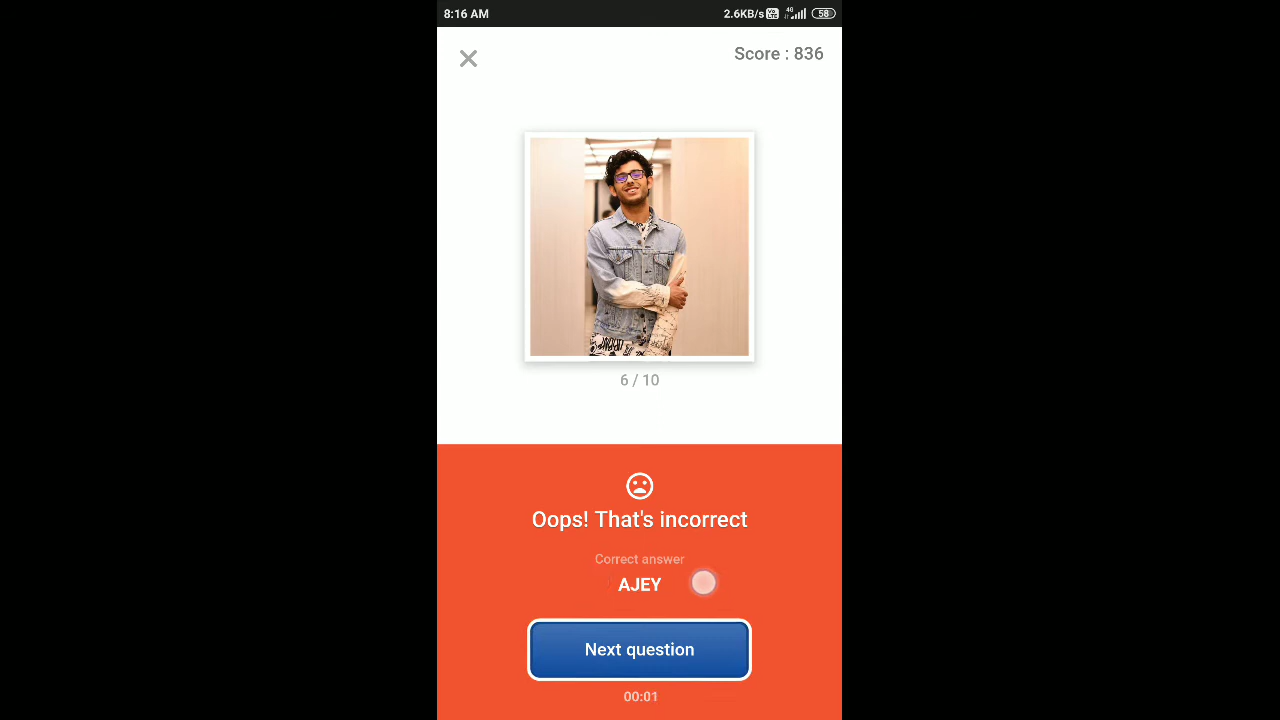 8:16 AM
2.6KB/s
4G
58
Score : 836
6 / 10
Oops! That's incorrect
Correct answer
AJEY
Next question
00:01